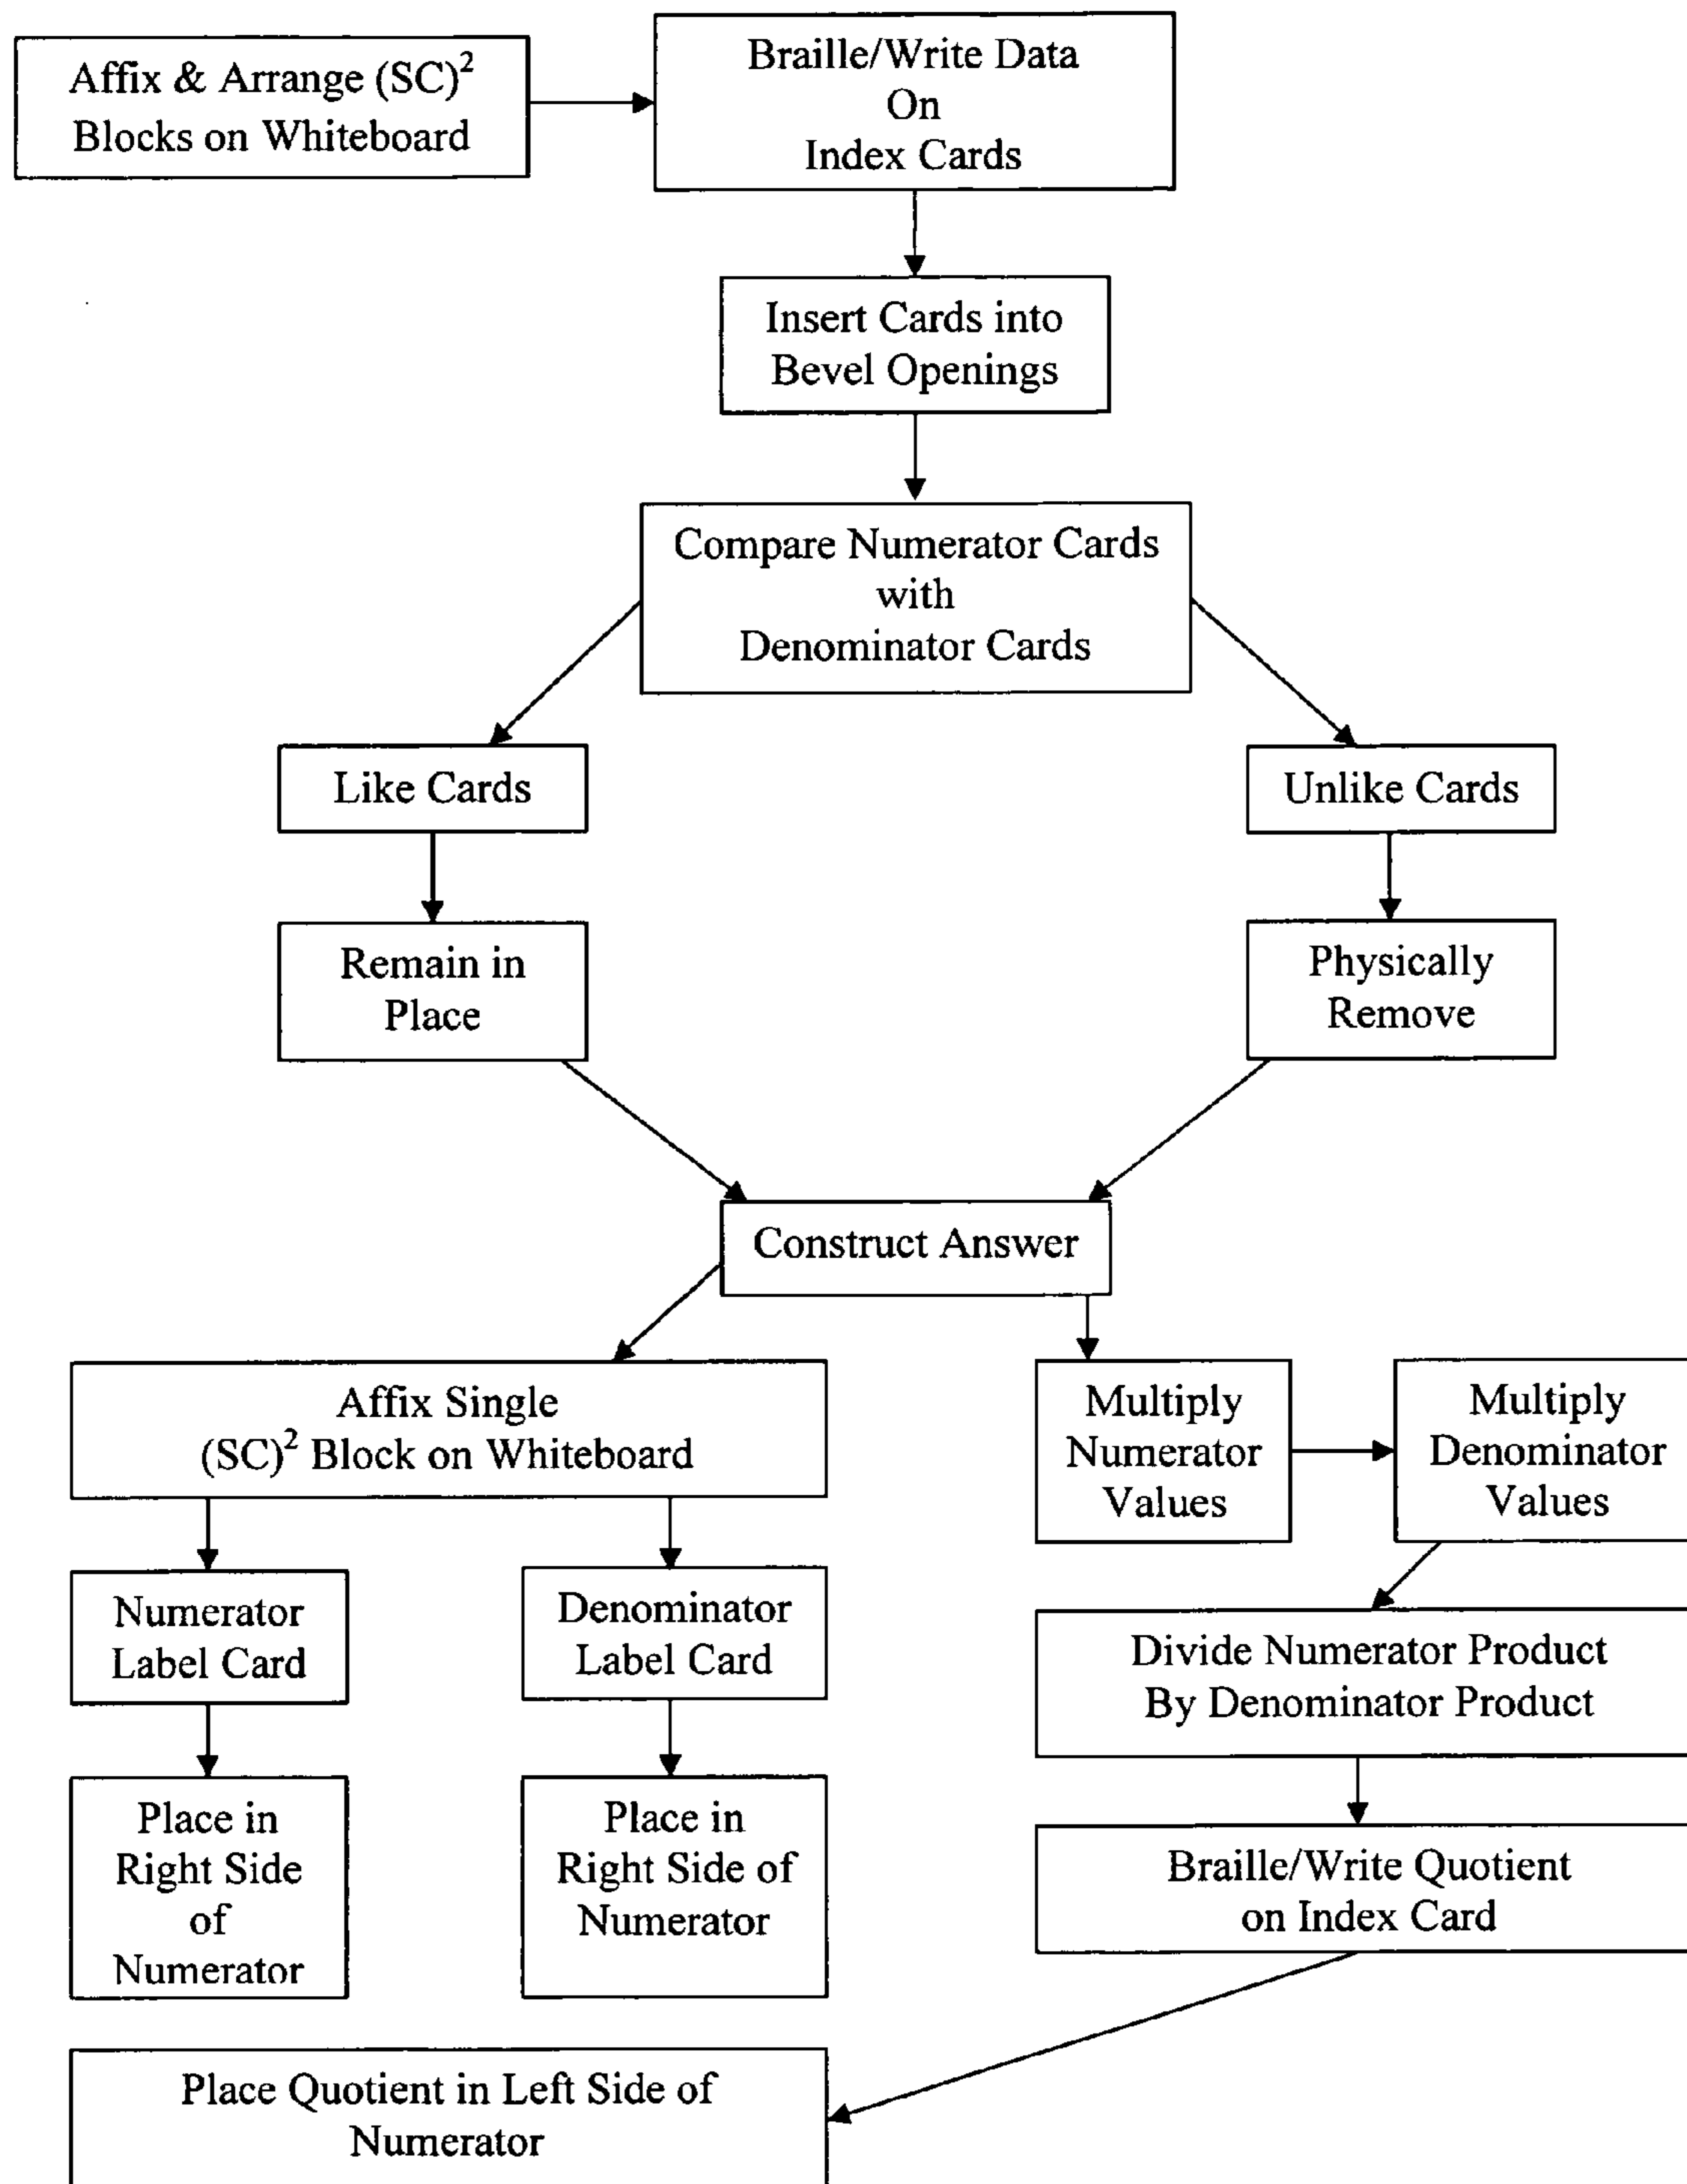 Affix & Arrange (SC)²
Blocks on Whiteboard
Braille/Write Data
On
Index Cards
Insert Cards into
Bevel Openings
Compare Numerator Cards
with
Denominator Cards
Like Cards
Unlike Cards
Remain in
Place
Physically
Remove
Construct Answer
Affix Single
(SC)² Block on Whiteboard
Multiply
Numerator
Values
Multiply
Denominator
Values
Numerator
Label Card
Denominator
Label Card
Divide Numerator Product
By Denominator Product
Place in
Right Side
of
Numerator
Place in
Right Side of
Numerator
Braille/Write Quotient
on Index Card
Place Quotient in Left Side of
Numerator